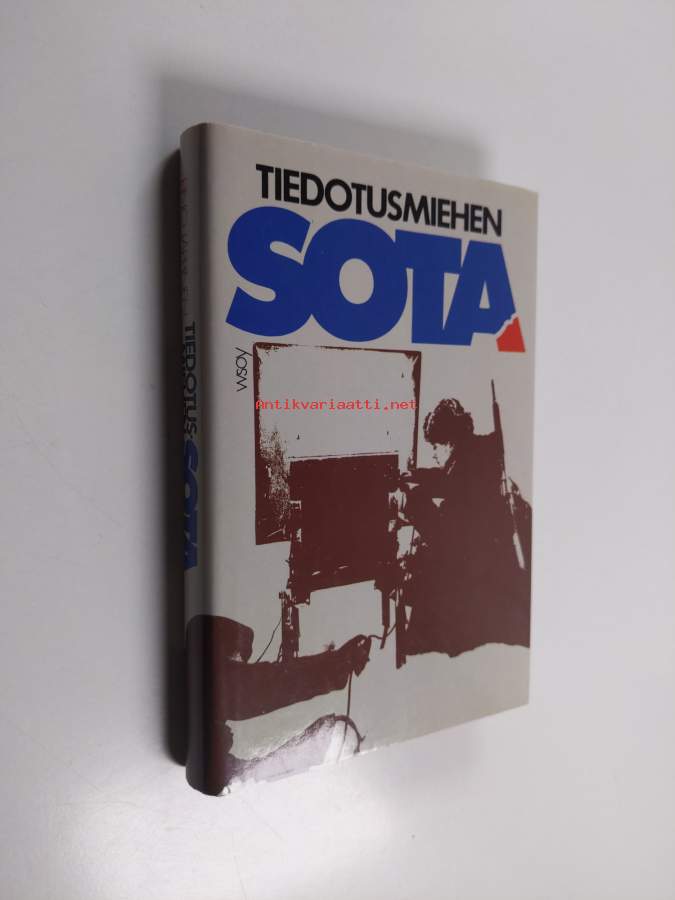 TIEDOTUSMIEHEN
SOTA
WSOY
Antikvariaatti.net
TIEDOTUS-
SOTA